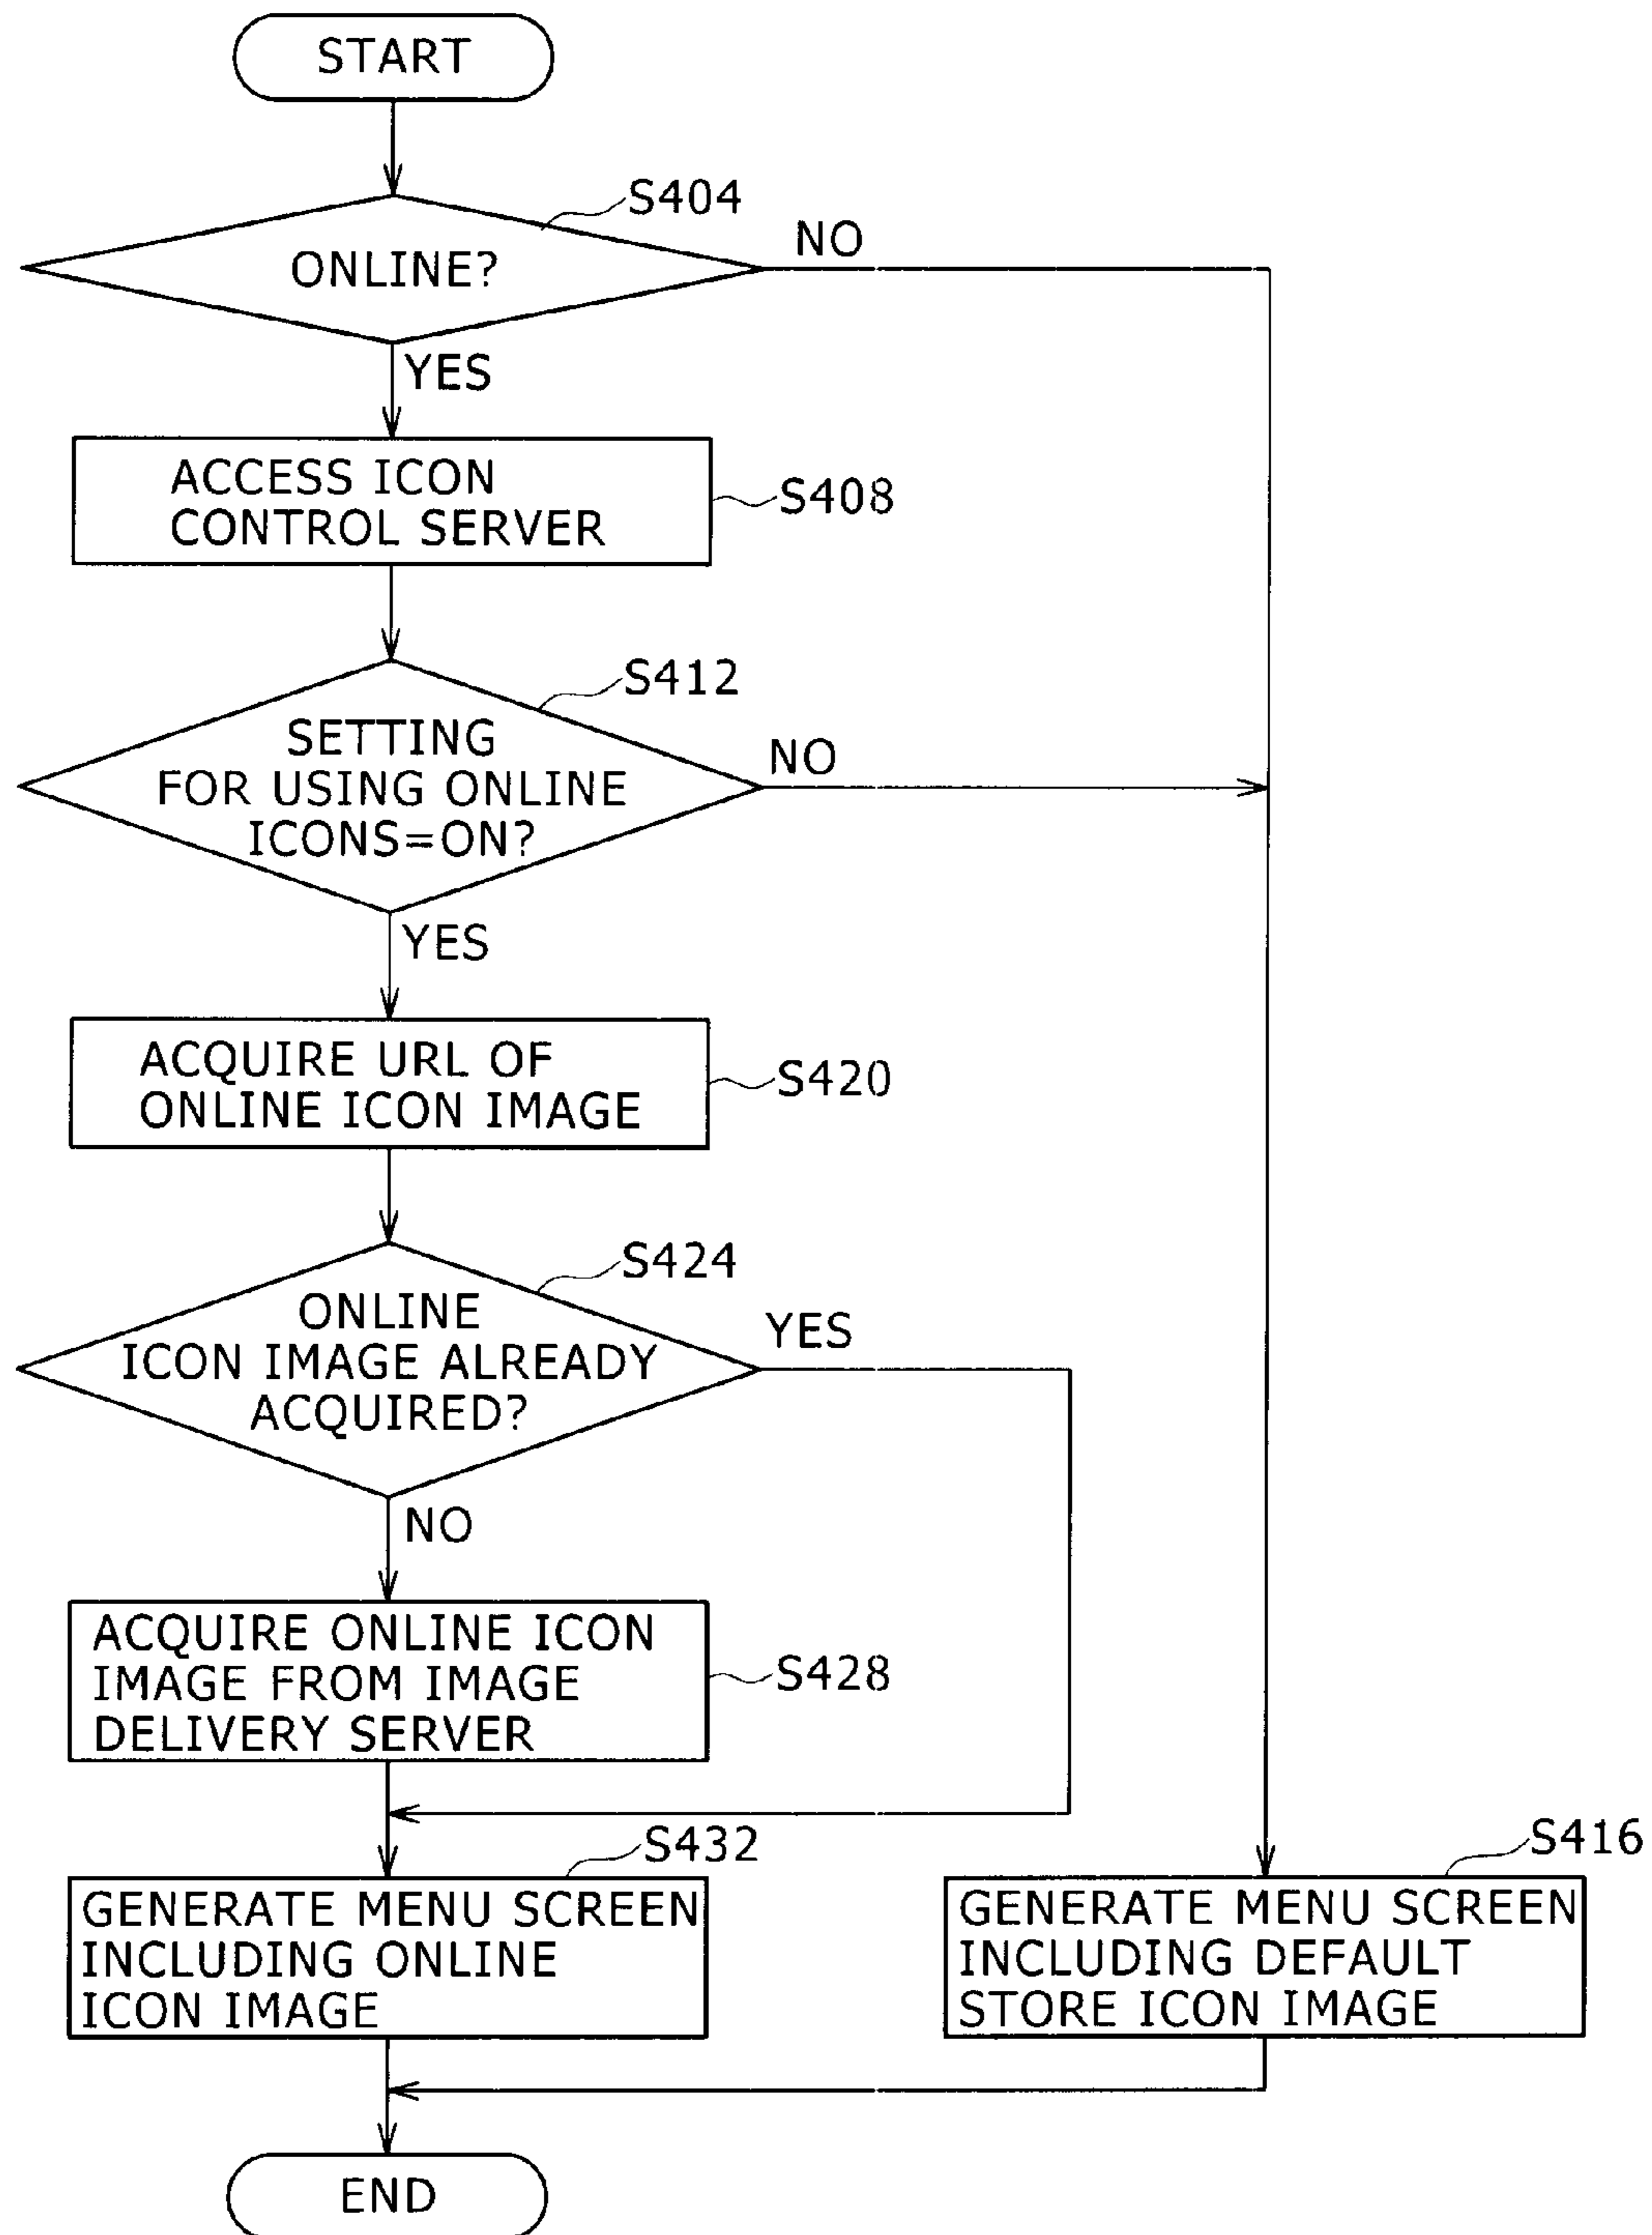 START
S404
ONLINE?
NO
YES
ACCESS ICON
CONTROL SERVER
S408
S412
SETTING
FOR USING ONLINE
ICONS=ON?
NO
YES
ACQUIRE URL OF
ONLINE ICON IMAGE
S420
S424
ONLINE
ICON IMAGE ALREADY
ACQUIRED?
YES
NO
ACQUIRE ONLINE ICON
IMAGE FROM IMAGE
DELIVERY SERVER
S428
S432
GENERATE MENU SCREEN
INCLUDING ONLINE
ICON IMAGE
S416
GENERATE MENU SCREEN
INCLUDING DEFAULT
STORE ICON IMAGE
END